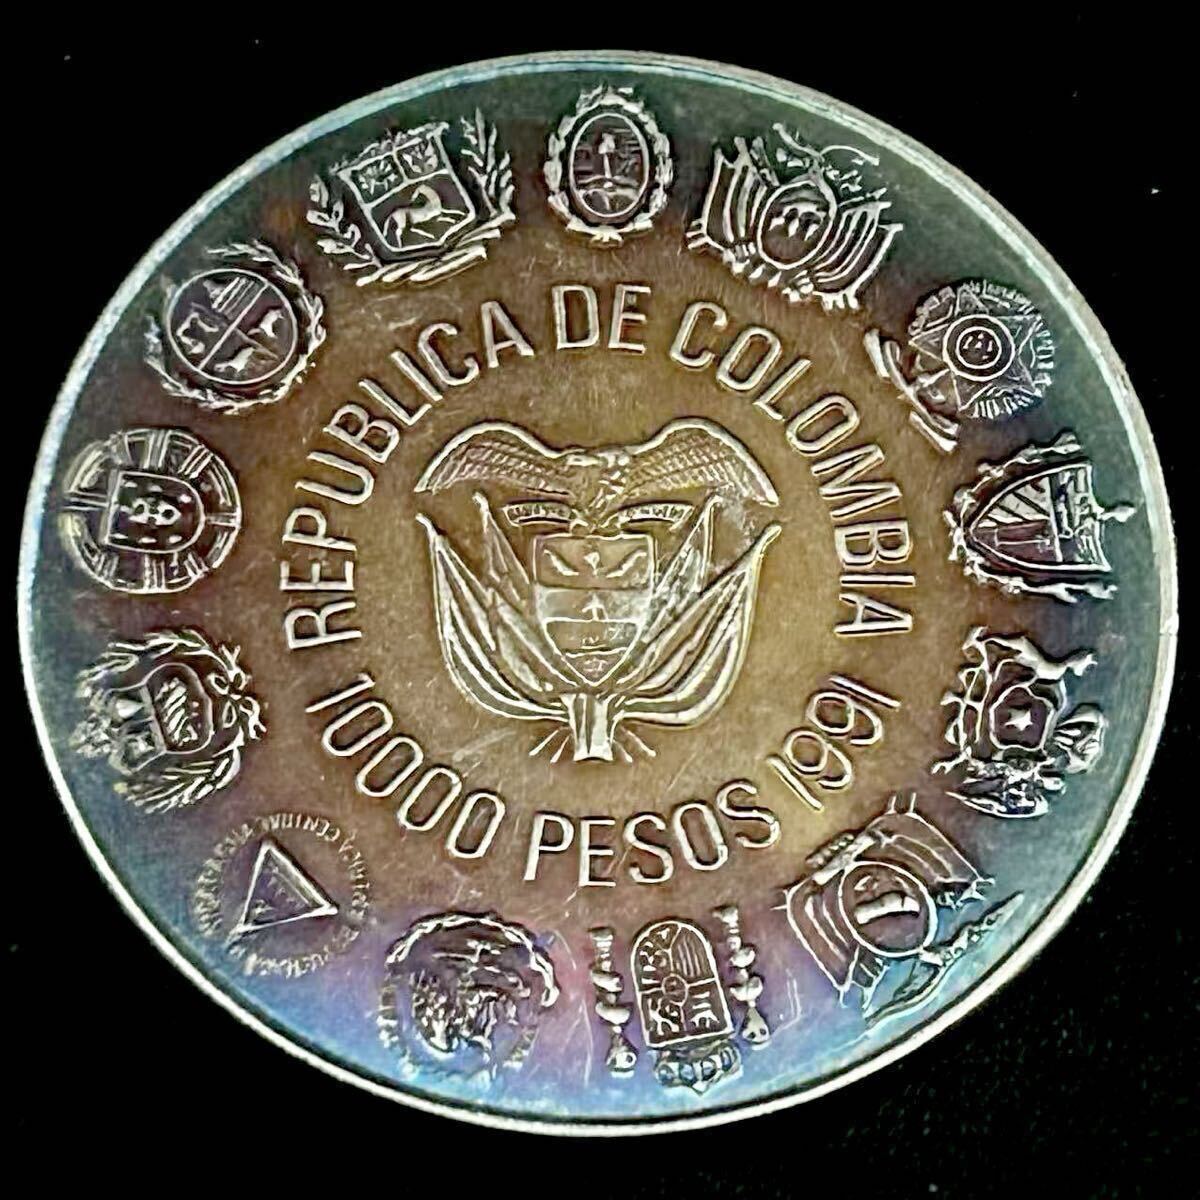 REPUBLICA DE COLOMBIA
1991
10000 PESOS